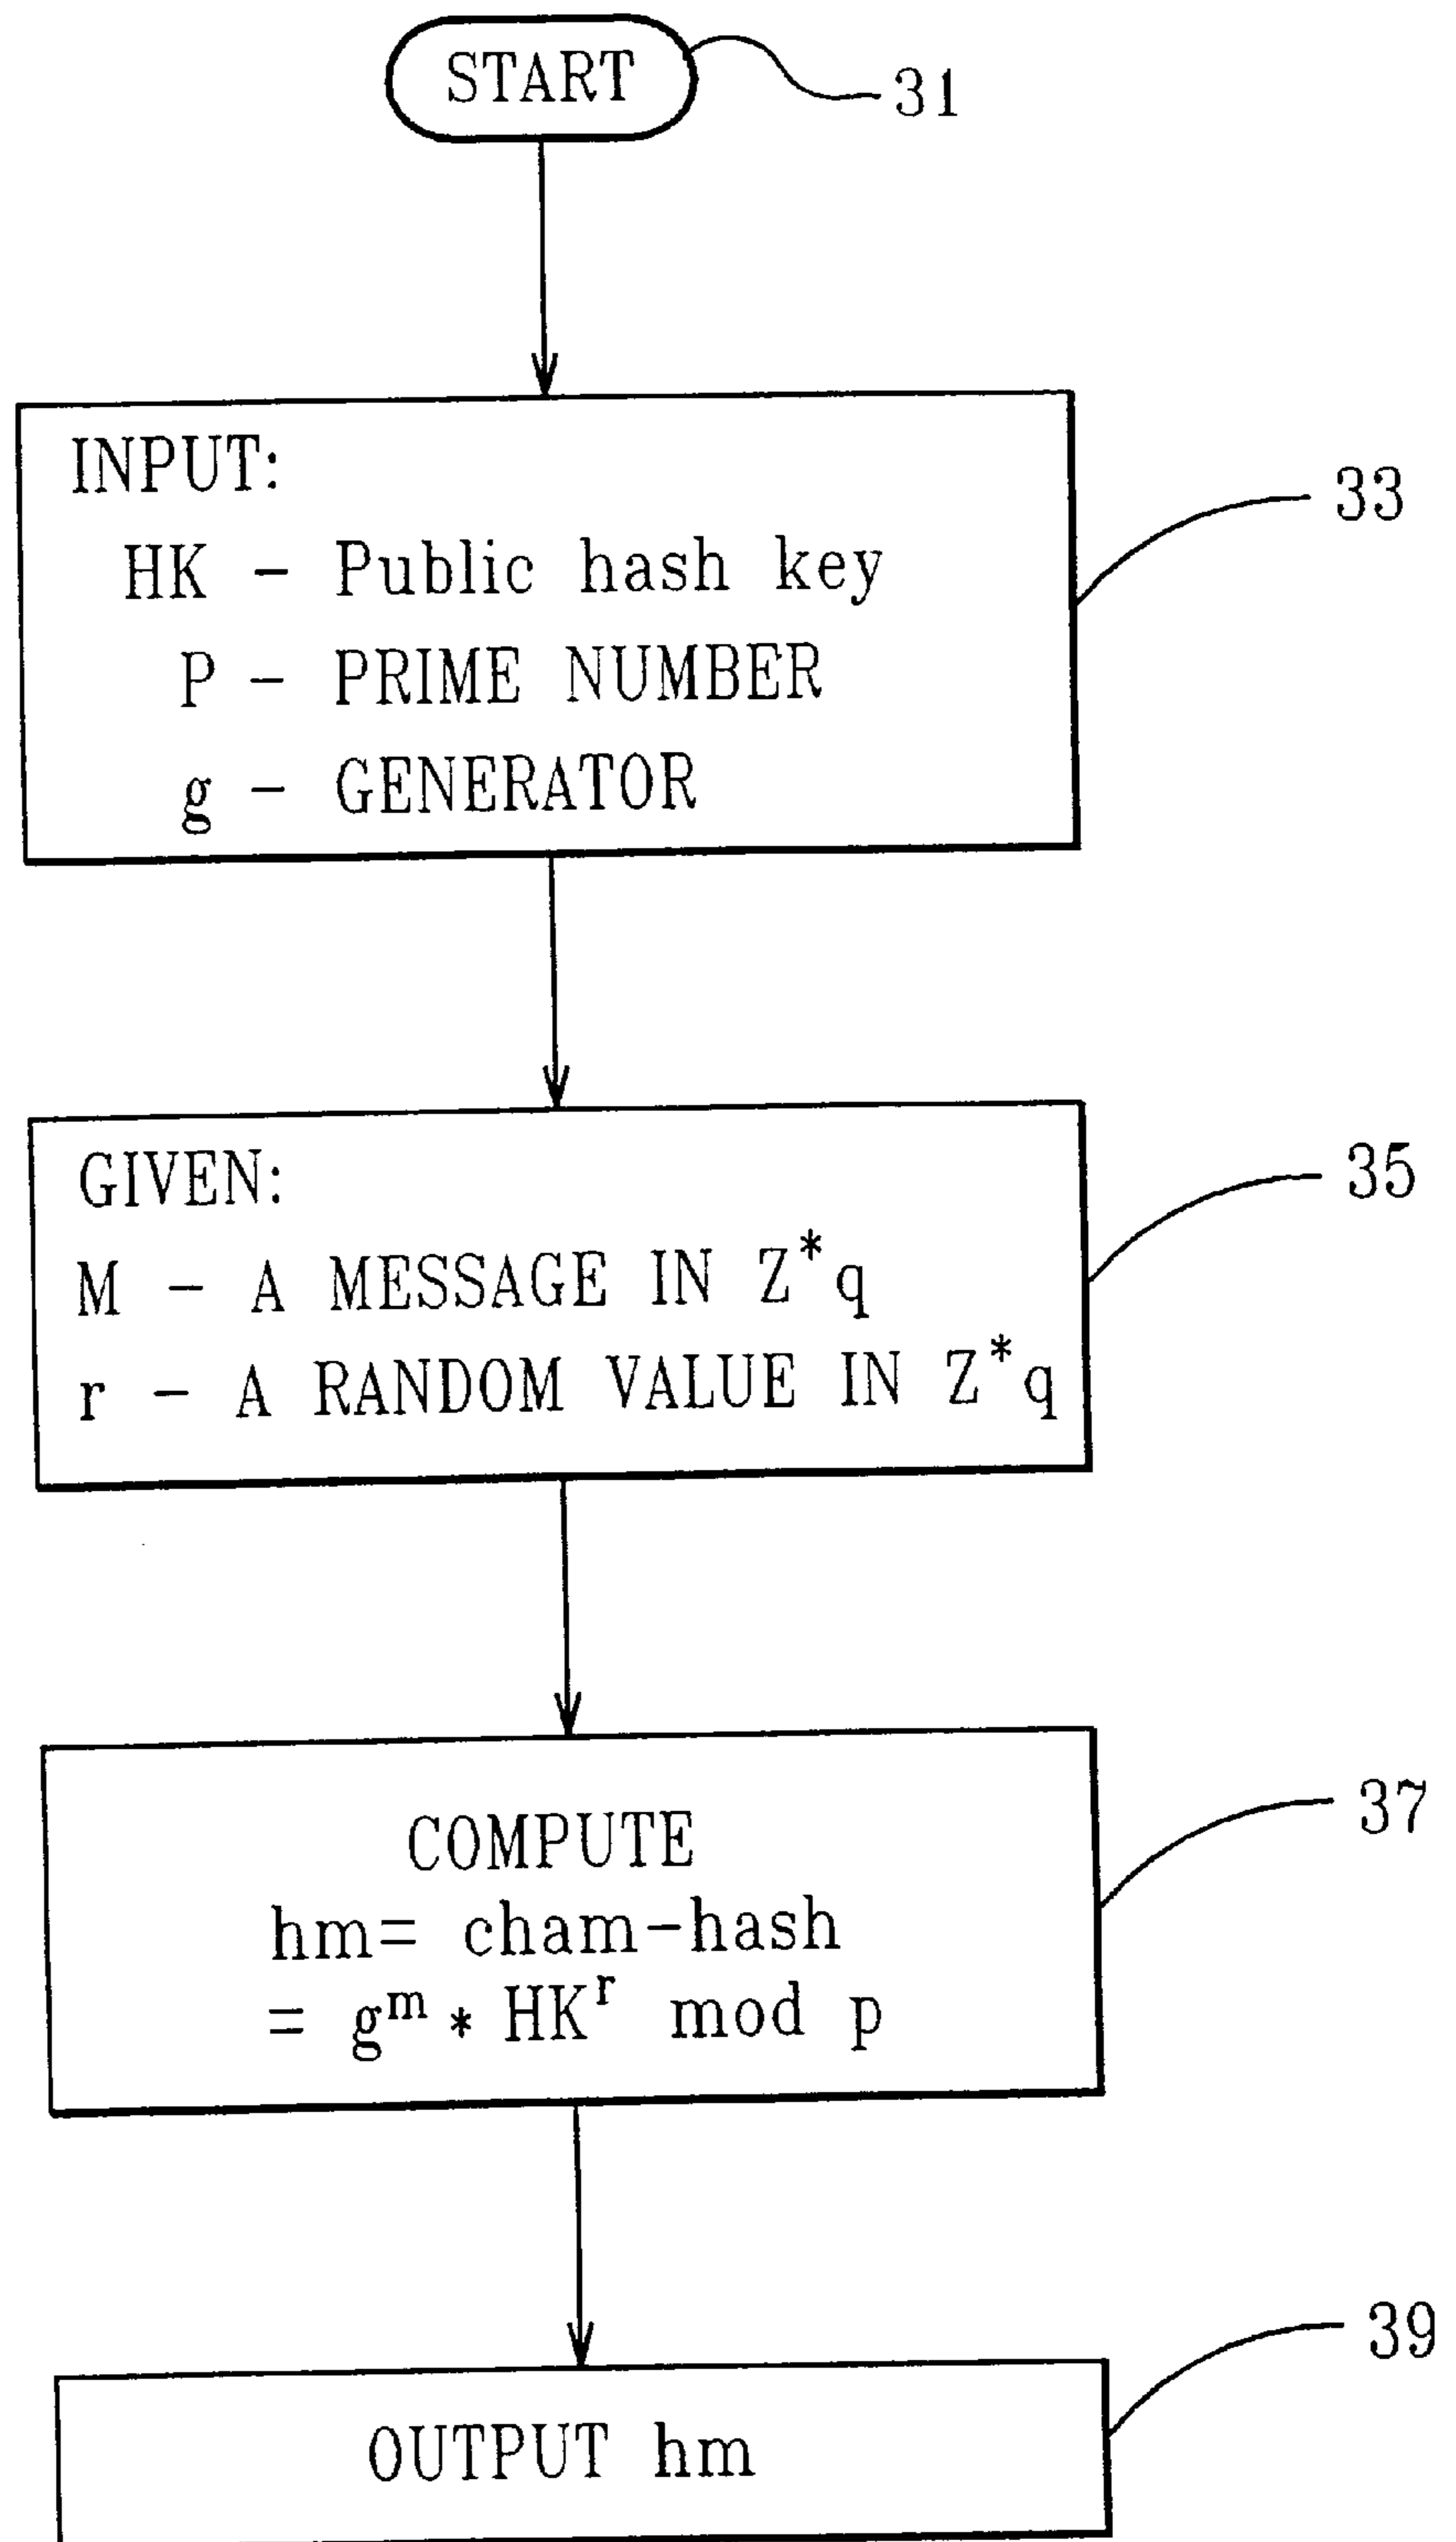 START
31
INPUT:
33
HK - Public hash key
P - PRIME NUMBER
g - GENERATOR
GIVEN:
35
M - A MESSAGE IN Z*q
r - A RANDOM VALUE IN Z*q
37
COMPUTE
hm= cham-hash
= g^m * HK^r mod p
39
OUTPUT hm